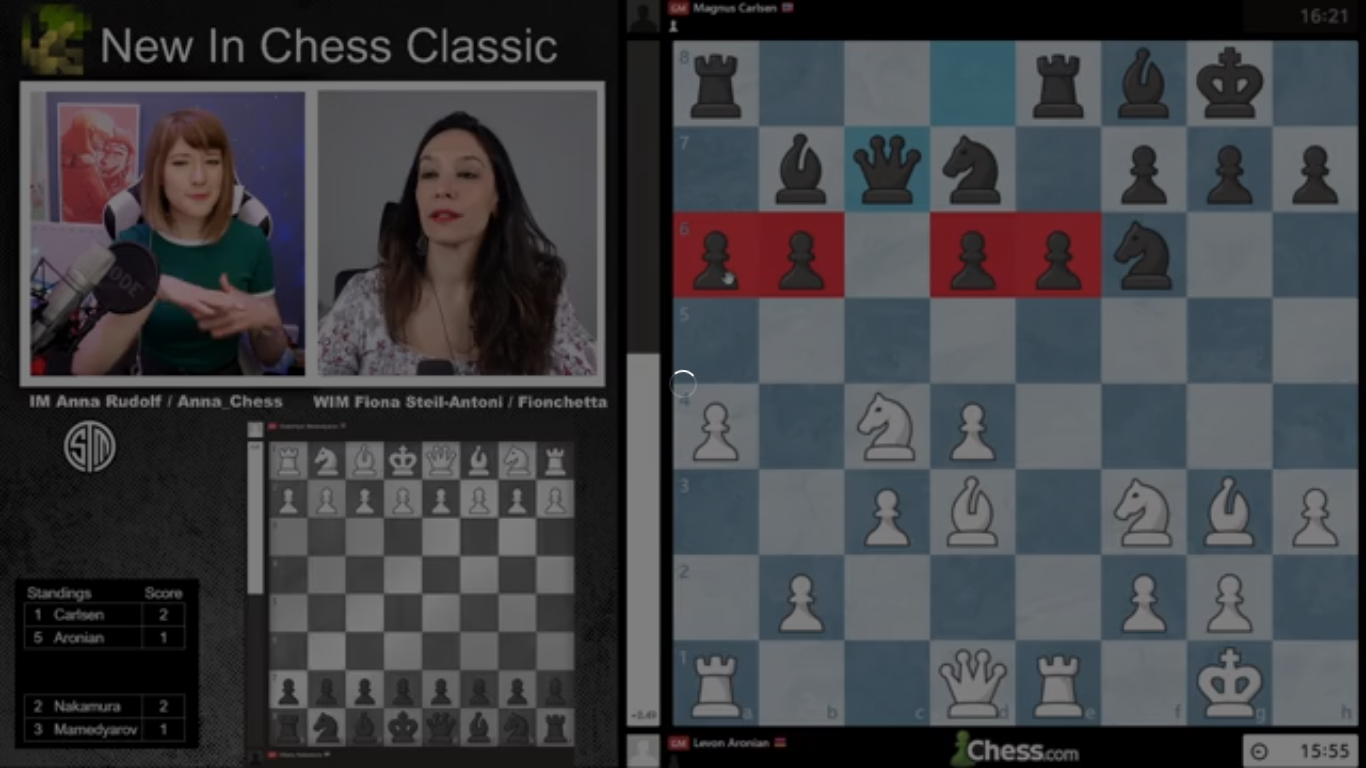 New In Chess Classic
IM Anna Rudolf / Anna_Chess
WIM Fiona Steil-Antoni / Fionchetta
Standings Score
1 Carlsen 2
5 Aronian 1
2 Nakamura 2
3 Mamedyarov 1
GM Magnus Carlsen
16:21
8
7
6
5
4
3
2
1
a b c d e f g h
GM Levon Aronian
Chess.com
15:55